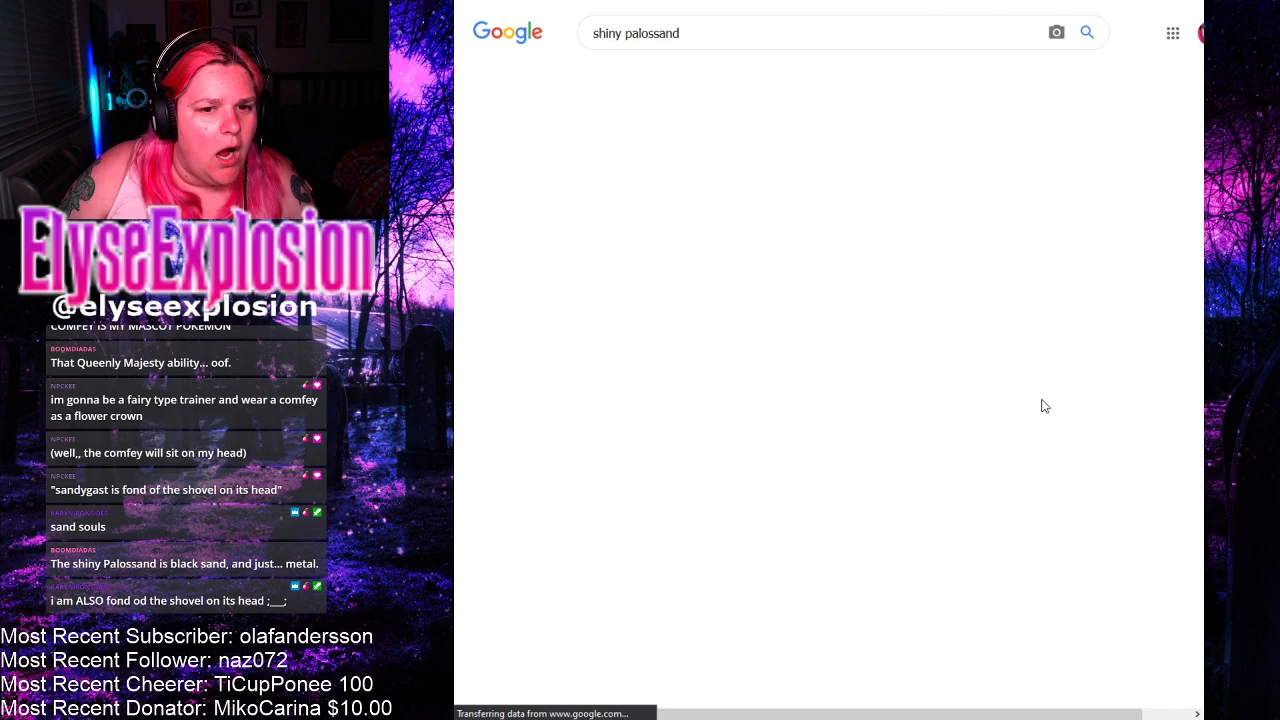 Google
shiny palossand
ElyseExplosion
@elyseexplosion
COMFEY IS MY MASCOT POKEMON
BOOMDIADAS
That Queenly Majesty ability... oof.
NPCKEE
im gonna be a fairy type trainer and wear a comfey
as a flower crown
NPCKEE
(well,, the comfey will sit on my head)
NPCKEE
"sandygast is fond of the shovel on its head"
sand souls
BOOMDIADAS
The shiny Palossand is black sand, and just... metal.
i am ALSO fond od the shovel on its head ;___;
Most Recent Subscriber: olafandersson
Most Recent Follower: naz072
Most Recent Cheerer: TiCupPonee 100
Most Recent Donator: MikoCarina $10.00
Transferring data from www.google.com...